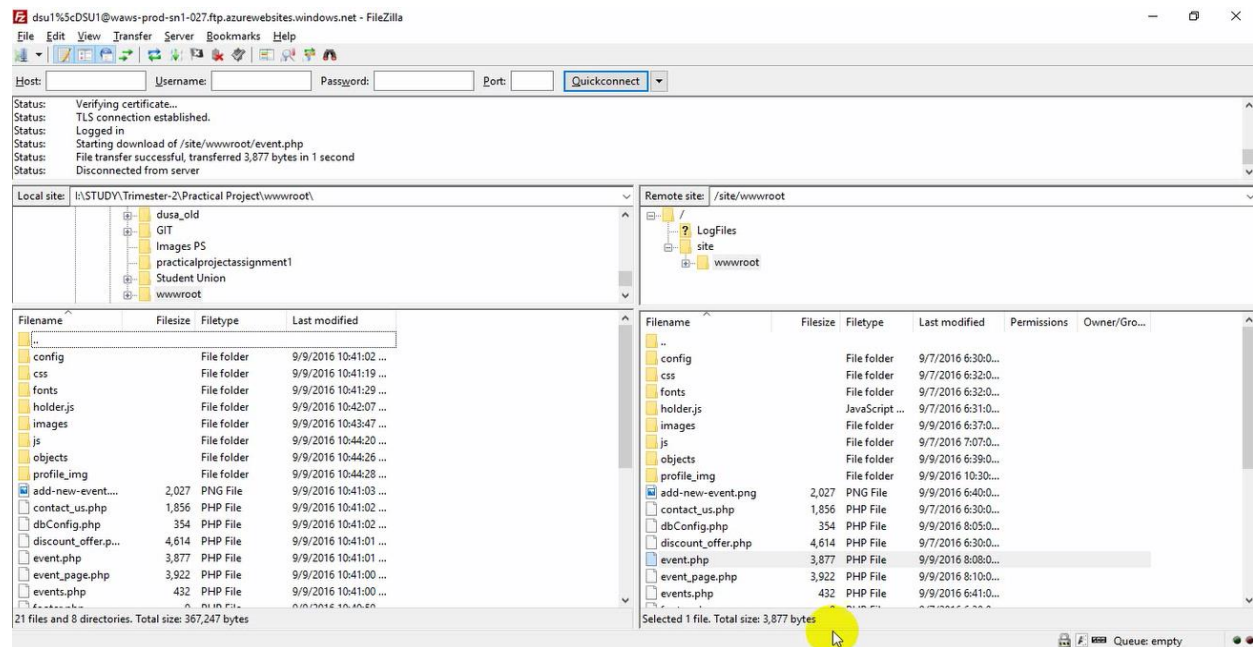 dsu1%5cDSU1@waws-prod-sn1-027.ftp.azurewebsites.windows.net - FileZilla
File Edit View Transfer Server Bookmarks Help
Host: Username: Password: Port: Quickconnect
Status: Verifying certificate...
Status: TLS connection established.
Status: Logged in
Status: Starting download of /site/wwwroot/event.php
Status: File transfer successful, transferred 3,877 bytes in 1 second
Status: Disconnected from server
Local site: I:\STUDY\Trimester-2\Practical Project\wwwroot\
dusa_old
GIT
Images PS
practicalprojectassignment1
Student Union
wwwroot
Remote site: /site/wwwroot
/
? LogFiles
site
wwwroot
Filename Filesize Filetype Last modified
..
config File folder 9/9/2016 10:41:02 ...
css File folder 9/9/2016 10:41:19 ...
fonts File folder 9/9/2016 10:41:29 ...
holder.js File folder 9/9/2016 10:42:07 ...
images File folder 9/9/2016 10:43:47 ...
js File folder 9/9/2016 10:44:20 ...
objects File folder 9/9/2016 10:44:26 ...
profile_img File folder 9/9/2016 10:44:28 ...
add-new-event.... 2,027 PNG File 9/9/2016 10:41:03 ...
contact_us.php 1,856 PHP File 9/9/2016 10:41:02 ...
dbConfig.php 354 PHP File 9/9/2016 10:41:02 ...
discount_offer.p... 4,614 PHP File 9/9/2016 10:41:01 ...
event.php 3,877 PHP File 9/9/2016 10:41:01 ...
event_page.php 3,922 PHP File 9/9/2016 10:41:00 ...
events.php 432 PHP File 9/9/2016 10:41:00 ...
21 files and 8 directories. Total size: 367,247 bytes
Filename Filesize Filetype Last modified Permissions Owner/Gro...
..
config File folder 9/7/2016 6:30:0...
css File folder 9/7/2016 6:32:0...
fonts File folder 9/7/2016 6:32:0...
holder.js JavaScript ... 9/7/2016 6:31:0...
images File folder 9/9/2016 6:37:0...
js File folder 9/7/2016 7:07:0...
objects File folder 9/9/2016 6:39:0...
profile_img File folder 9/9/2016 10:30:...
add-new-event.png 2,027 PNG File 9/9/2016 6:40:0...
contact_us.php 1,856 PHP File 9/7/2016 6:30:0...
dbConfig.php 354 PHP File 9/9/2016 8:05:0...
discount_offer.php 4,614 PHP File 9/7/2016 6:30:0...
event.php 3,877 PHP File 9/9/2016 8:08:0...
event_page.php 3,922 PHP File 9/9/2016 8:10:0...
events.php 432 PHP File 9/9/2016 6:41:0...
Selected 1 file. Total size: 3,877 bytes
Queue: empty